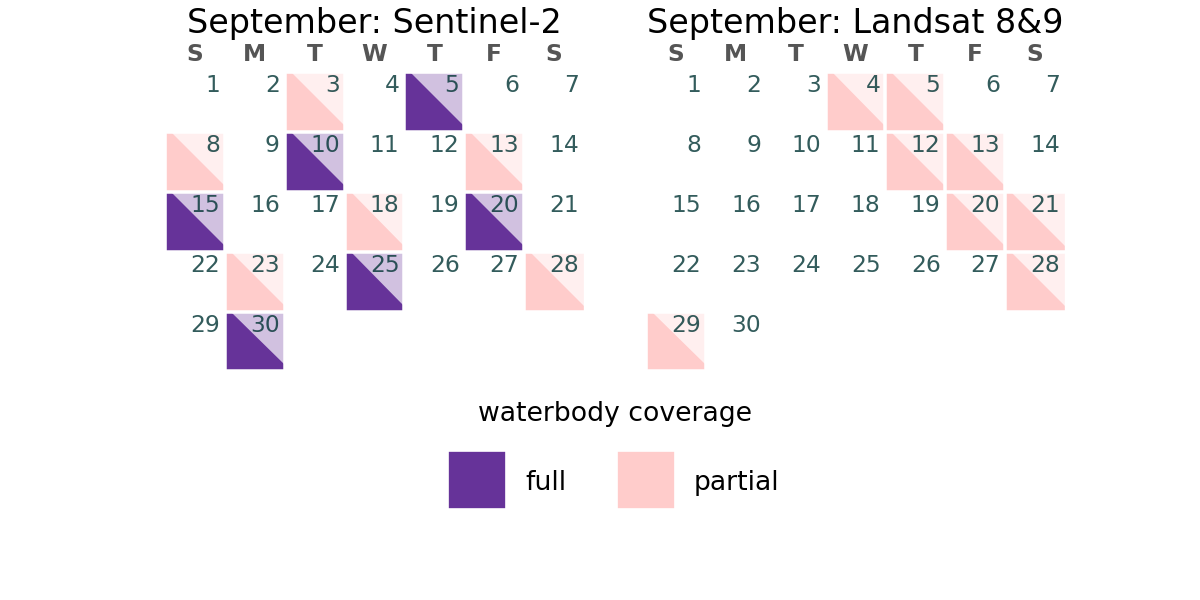 September: Sentinel-2
S M T W T F S
1 2 3 4 5 6 7
8 9 10 11 12 13 14
15 16 17 18 19 20 21
22 23 24 25 26 27 28
29 30
September: Landsat 8&9
S M T W T F S
1 2 3 4 5 6 7
8 9 10 11 12 13 14
15 16 17 18 19 20 21
22 23 24 25 26 27 28
29 30
waterbody coverage
full partial